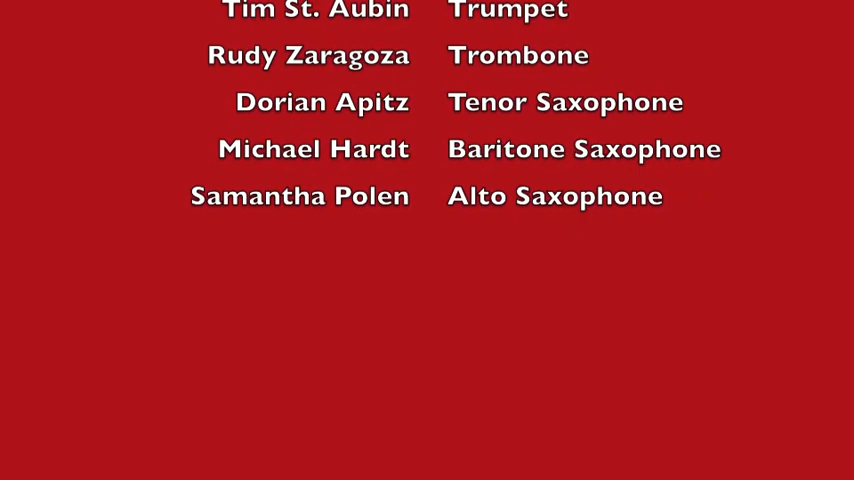 Tim St. Aubin Trumpet
Rudy Zaragoza Trombone
Dorian Apitz Tenor Saxophone
Michael Hardt Baritone Saxophone
Samantha Polen Alto Saxophone